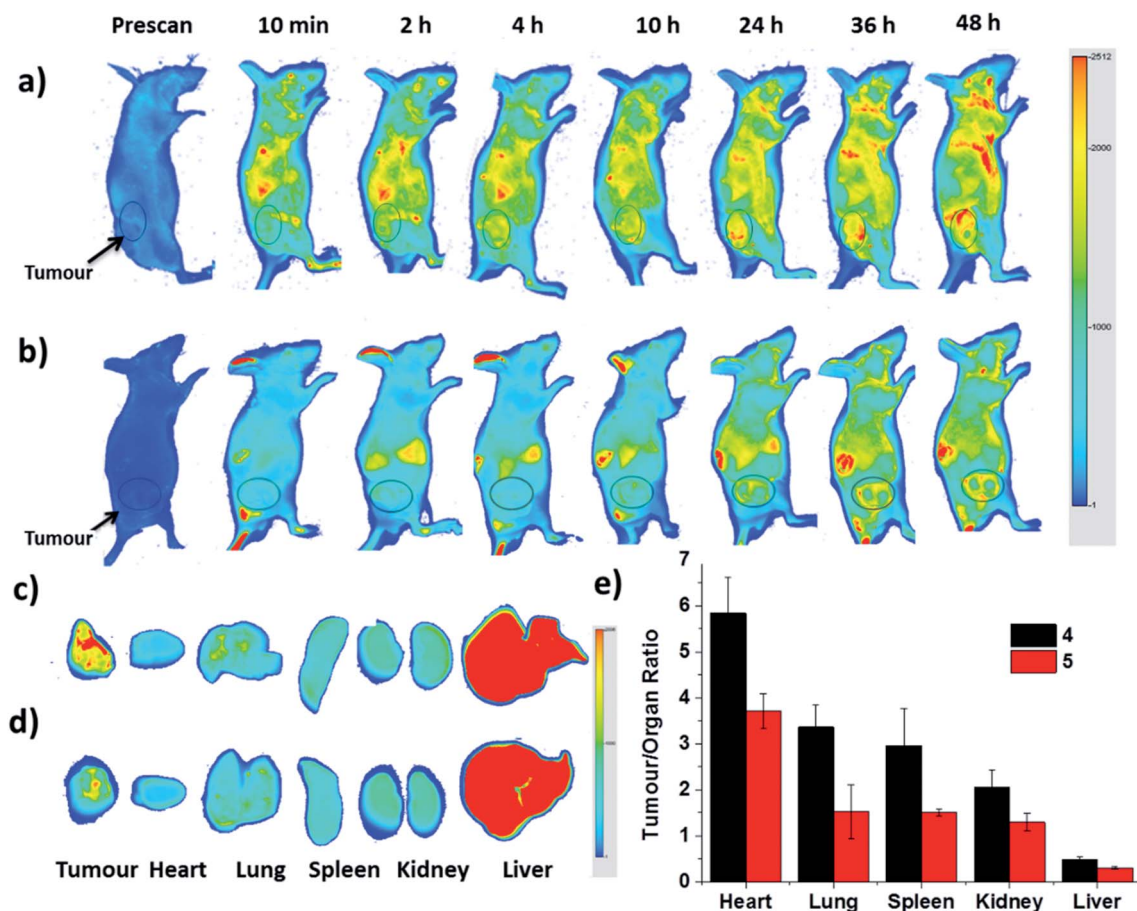 Prescan 10 min 2 h 4 h 10 h 24 h 36 h 48 h
a)
2512
2000
1000
1
Tumour
b)
Tumour
c)
d)
1000
Tumour Heart Lung Spleen Kidney Liver
e)
4
5
Tumour/Organ Ratio
7
6
5
4
3
2
1
0
Heart Lung Spleen Kidney Liver